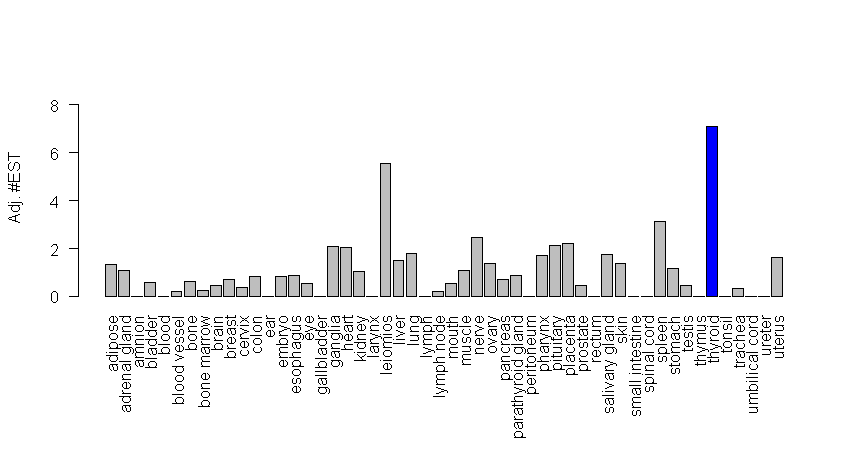 Adj. #EST
8
6
4
2
0
adipose
adrenal gland
amnion
bladder
blood
blood vessel
bone
bone marrow
brain
breast
cervix
colon
ear
embryo
esophagus
eye
gallbladder
ganglia
heart
kidney
larynx
leiomios
liver
lung
lymph
lymph node
mouth
muscle
nerve
ovary
pancreas
parathyroid gland
peritoneum
pharynx
pituitary
placenta
prostate
rectum
salivary gland
skin
small intestine
spinal cord
spleen
stomach
testis
thymus
thyroid
tonsil
trachea
umbilical cord
ureter
uterus